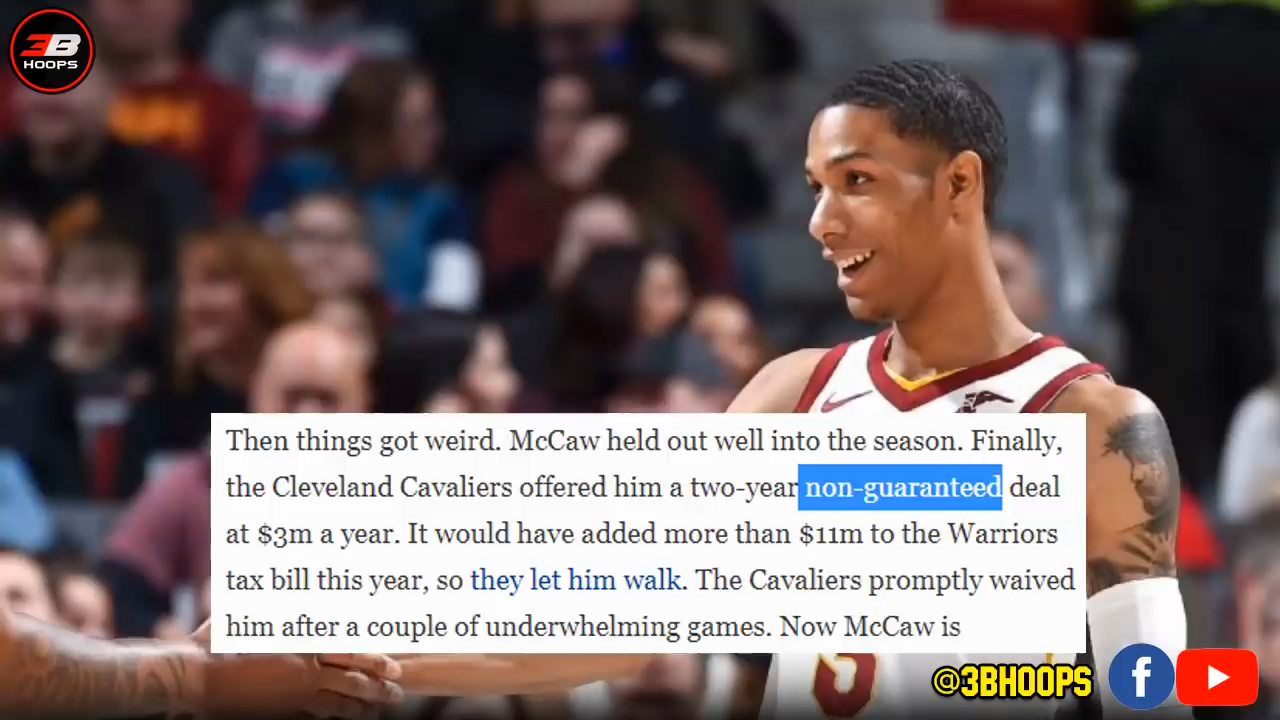 3B
HOOPS
Then things got weird. McCaw held out well into the season. Finally,
the Cleveland Cavaliers offered him a two-year non-guaranteed deal
at $3m a year. It would have added more than $11m to the Warriors
tax bill this year, so they let him walk. The Cavaliers promptly waived
him after a couple of underwhelming games. Now McCaw is
@3BHOOPS
f